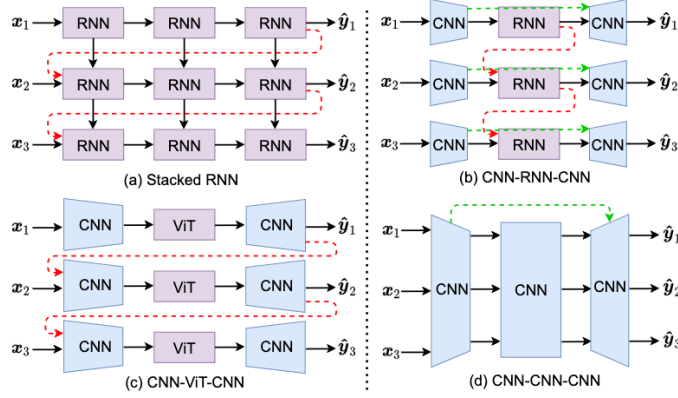 x₁ RNN RNN RNN ŷ₁
x₂ RNN RNN RNN ŷ₂
x₃ RNN RNN RNN ŷ₃
(a) Stacked RNN
x₁ CNN RNN CNN ŷ₁
x₂ CNN RNN CNN ŷ₂
x₃ CNN RNN CNN ŷ₃
(b) CNN-RNN-CNN
x₁ CNN ViT CNN ŷ₁
x₂ CNN ViT CNN ŷ₂
x₃ CNN ViT CNN ŷ₃
(c) CNN-ViT-CNN
x₁ ŷ₁
x₂ CNN CNN CNN ŷ₂
x₃ ŷ₃
(d) CNN-CNN-CNN